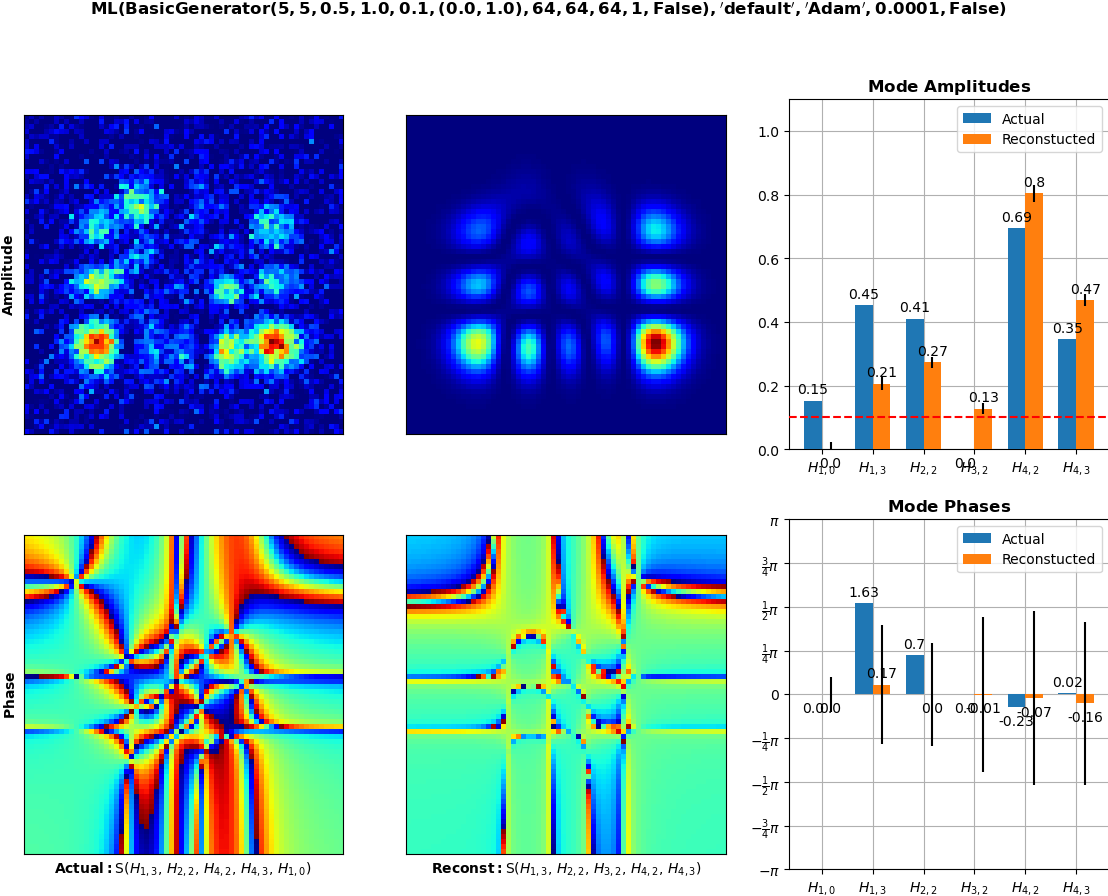 ML(BasicGenerator(5, 5, 0.5, 1.0, 0.1, (0.0, 1.0), 64, 64, 64, 1, False), 'default', 'Adam', 0.0001, False)
Amplitude
Mode Amplitudes
Actual
Reconstucted
1.0
0.8
0.6
0.4
0.2
0.0
0.15
0.0
0.45
0.21
0.41
0.27
0.0
0.13
0.69
0.8
0.35
0.47
H1,0 H1,3 H2,2 H3,2 H4,2 H4,3
Phase
Actual: S(H1,3, H2,2, H4,2, H4,3, H1,0)
Reconst: S(H1,3, H2,2, H3,2, H4,2, H4,3)
Mode Phases
Actual
Reconstucted
π
3/4π
1/2π
1/4π
0
−1/4π
−1/2π
−3/4π
−π
0.0
0.0
1.63
0.17
0.7
0.0
0.0
-0.01
-0.23
-0.07
0.02
-0.16
H1,0 H1,3 H2,2 H3,2 H4,2 H4,3